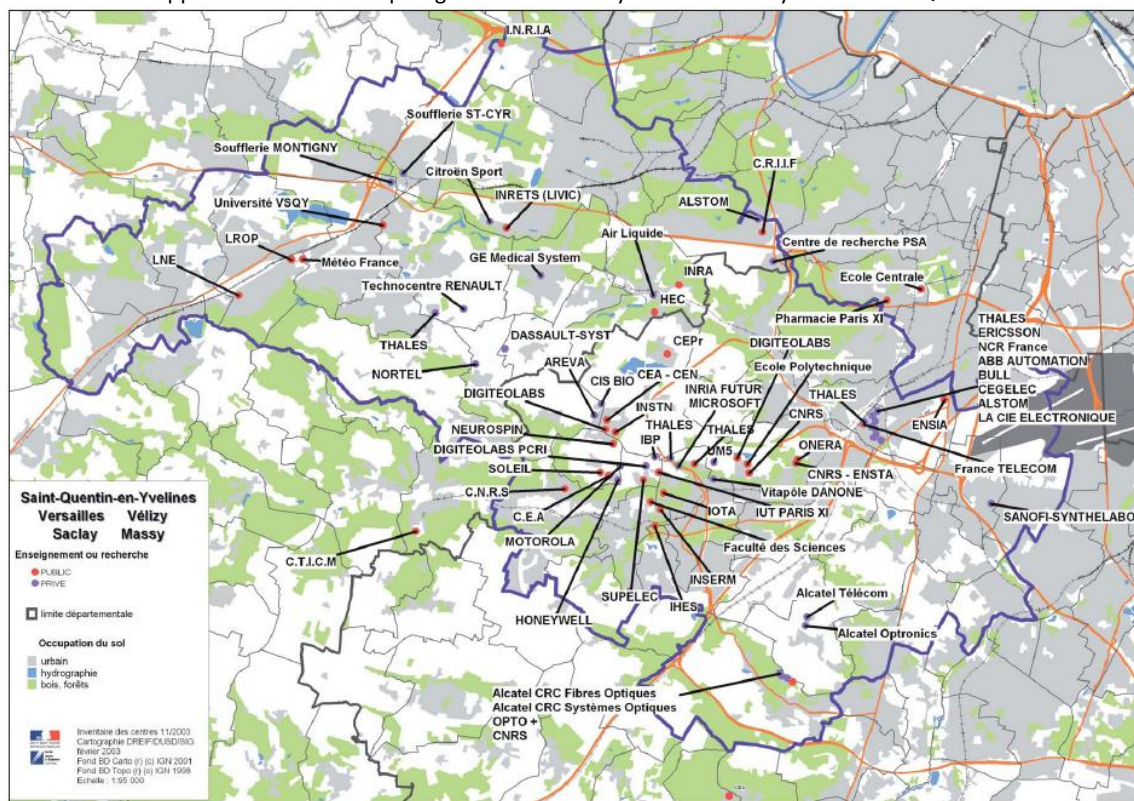 I.N.R.I.A
Soufflerie ST-CYR
Soufflerie MONTIGNY
Citroën Sport
C.R.I.I.F
INRETS (LIVIC)
Université VSQY
ALSTOM
Air Liquide
LROP
Centre de recherche PSA
LNE
Météo France
GE Medical System
INRA
Ecole Centrale
Technocentre RENAULT
HEC
Pharmacie Paris XI
THALES
ERICSSON
NCR France
ABB AUTOMATION
BULL
CEGELEC
ALSTOM
LA CIE ELECTRONIQUE
THALES
DASSAULT-SYST
CEPr
DIGITEOLABS
NORTEL
AREVA
CEA - CEN
Ecole Polytechnique
CIS BIO
INRIA FUTUR
MICROSOFT
DIGITEOLABS
INSTN
CNRS
THALES
ENSIA
NEUROSPIN
THALES
IBP
THALES
DIGITEOLABS PCRI
UM5
ONERA
France TELECOM
SOLEIL
CNRS - ENSTA
C.N.R.S
Vitapôle DANONE
IOTA
IUT PARIS XI
SANOFI-SYNTHELABO
C.E.A
MOTOROLA
Faculté des Sciences
C.T.I.C.M
INSERM
SUPELEC
IHES
HONEYWELL
Alcatel Télécom
Alcatel Optronics
Alcatel CRC Fibres Optiques
Alcatel CRC Systèmes Optiques
OPTO +
CNRS
Saint-Quentin-en-Yvelines
Versailles Vélizy
Saclay Massy
Enseignement ou recherche
PUBLIC
PRIVE
limite départementale
Occupation du sol
urbain
hydrographie
bois, forêts
Inventaire des centres 11/2003
Cartographie DREIF/DUSD/SIG
février 2003
Fond BD Carto (r) (c) IGN 2001
Fond BD Topo (r) (c) IGN 1998
Echelle : 1:95 000